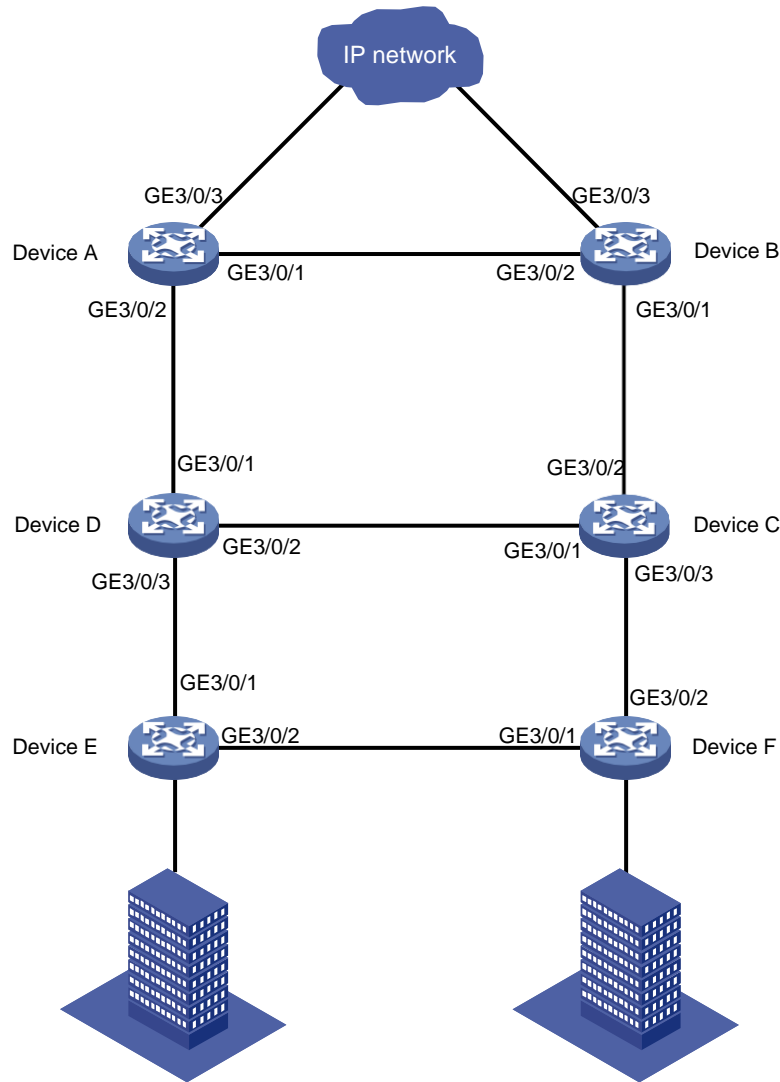 IP network
GE3/0/3
GE3/0/3
Device A
Device B
GE3/0/1
GE3/0/2
GE3/0/2
GE3/0/1
GE3/0/1
GE3/0/2
Device D
Device C
GE3/0/2
GE3/0/1
GE3/0/3
GE3/0/3
GE3/0/1
GE3/0/2
Device E
GE3/0/2
GE3/0/1
Device F